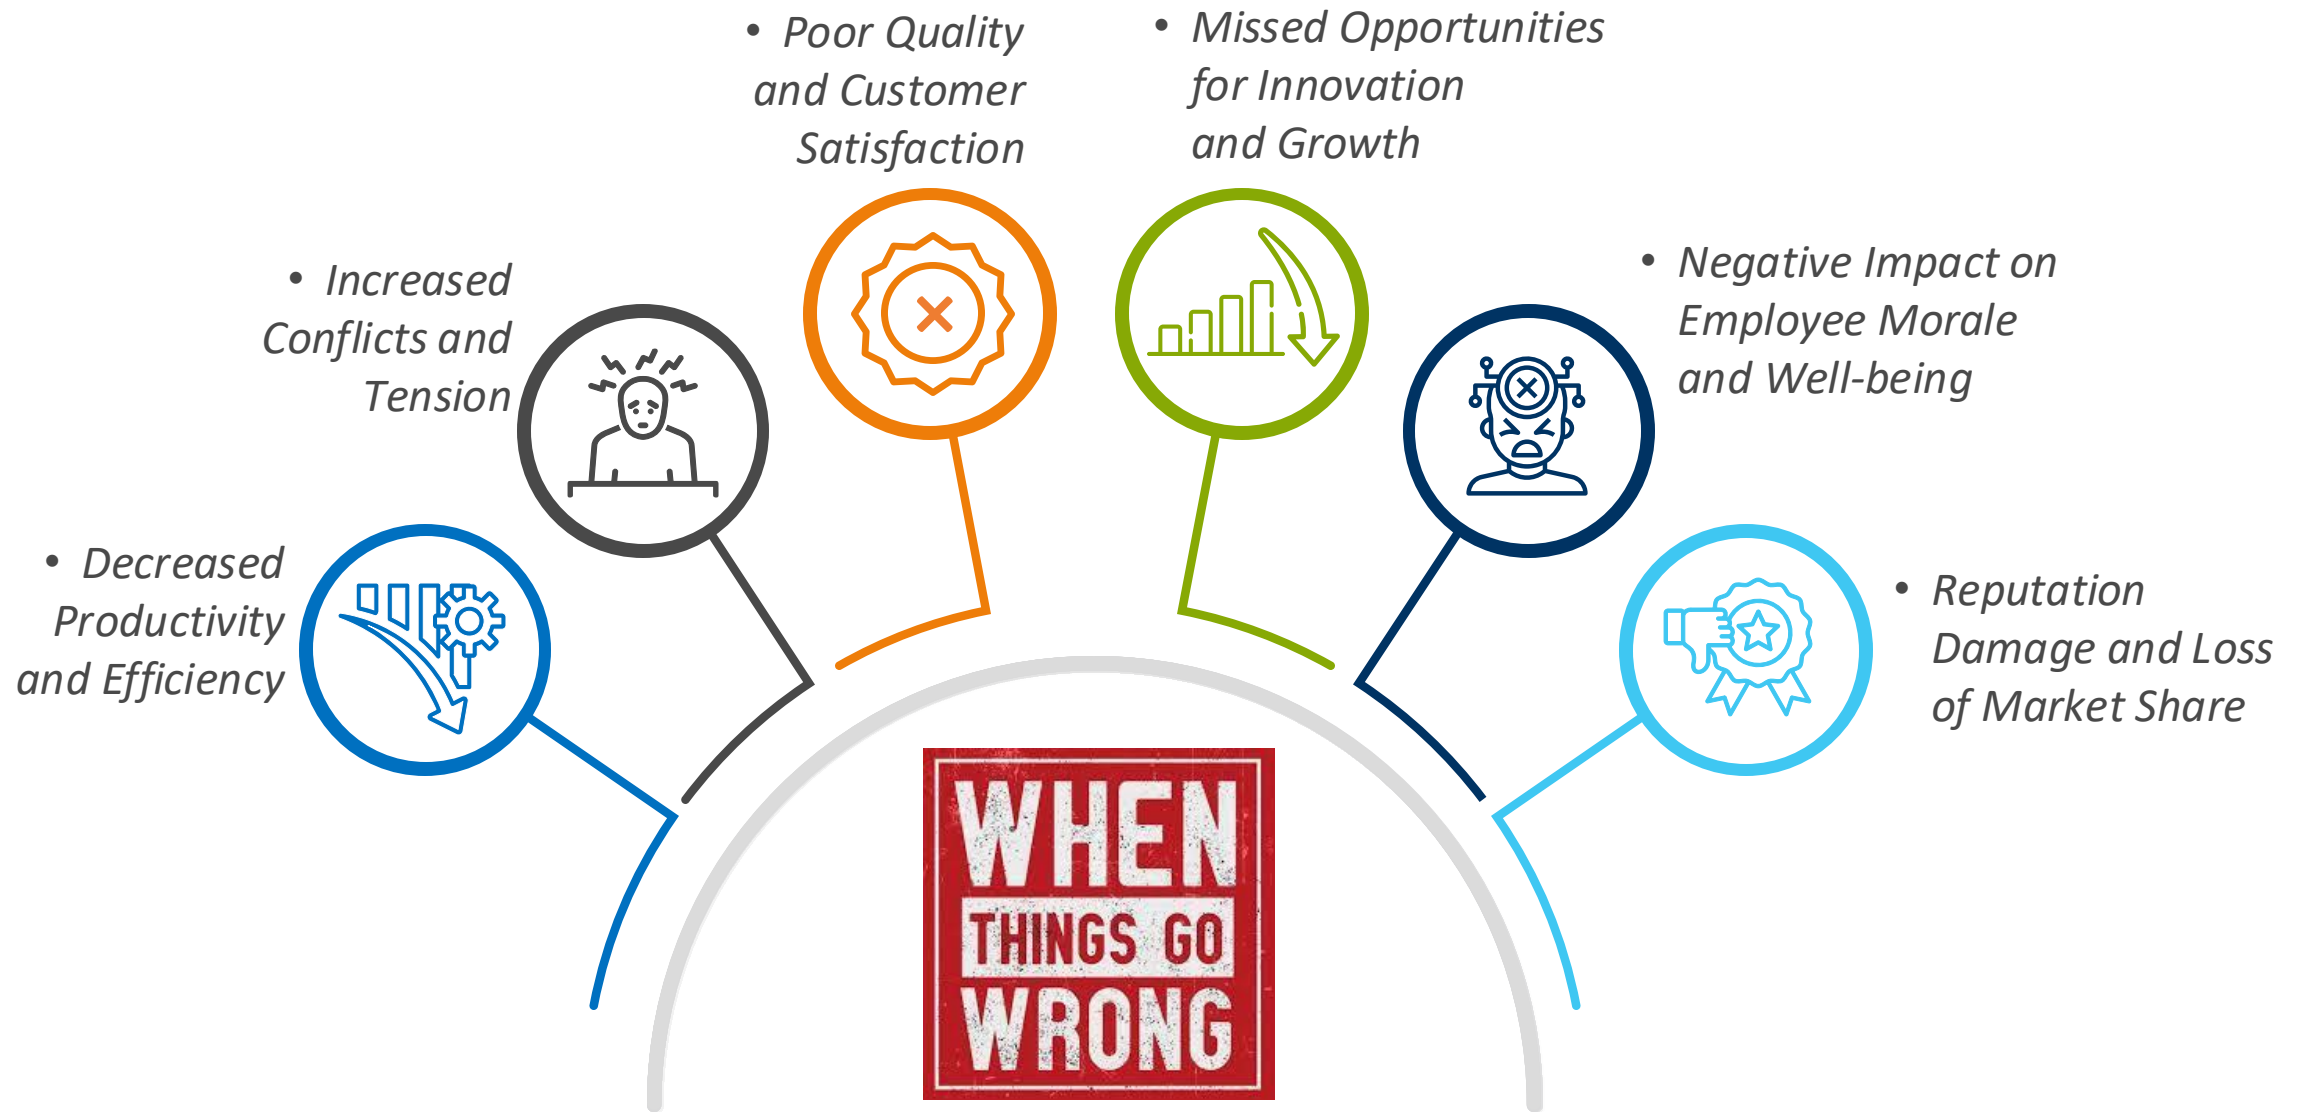 • Poor Quality
and Customer
Satisfaction
• Missed Opportunities
for Innovation
and Growth
• Increased
Conflicts and
Tension
• Negative Impact on
Employee Morale
and Well-being
• Decreased
Productivity
and Efficiency
• Reputation
Damage and Loss
of Market Share
WHEN
THINGS GO
WRONG